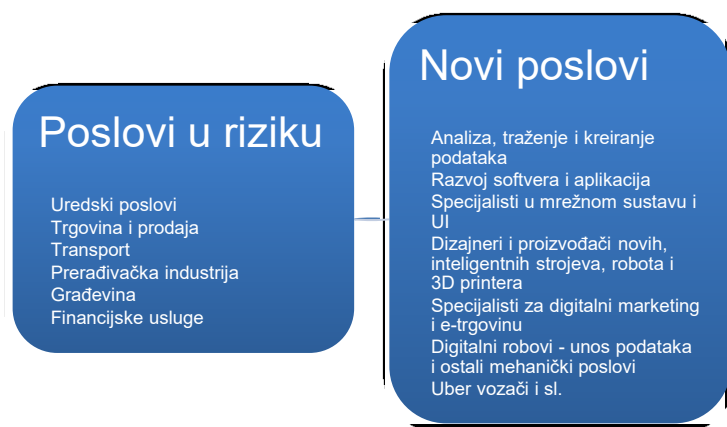 Poslovi u riziku
Uredski poslovi
Trgovina i prodaja
Transport
Prerađivačka industrija
Građevina
Financijske usluge
Novi poslovi
Analiza, traženje i kreiranje
podataka
Razvoj softvera i aplikacija
Specijalisti u mrežnom sustavu i
UI
Dizajneri i proizvođači novih,
inteligentnih strojeva, robota i
3D printera
Specijalisti za digitalni marketing
i e-trgovinu
Digitalni robovi - unos podataka
i ostali mehanički poslovi
Uber vozači i sl.